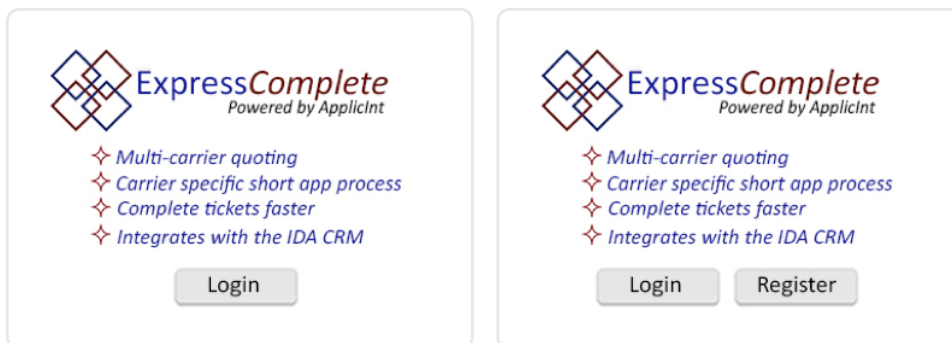 ExpressComplete
Powered by ApplicInt
Multi-carrier quoting
Carrier specific short app process
Complete tickets faster
Integrates with the IDA CRM
Login
ExpressComplete
Powered by ApplicInt
Multi-carrier quoting
Carrier specific short app process
Complete tickets faster
Integrates with the IDA CRM
Login Register